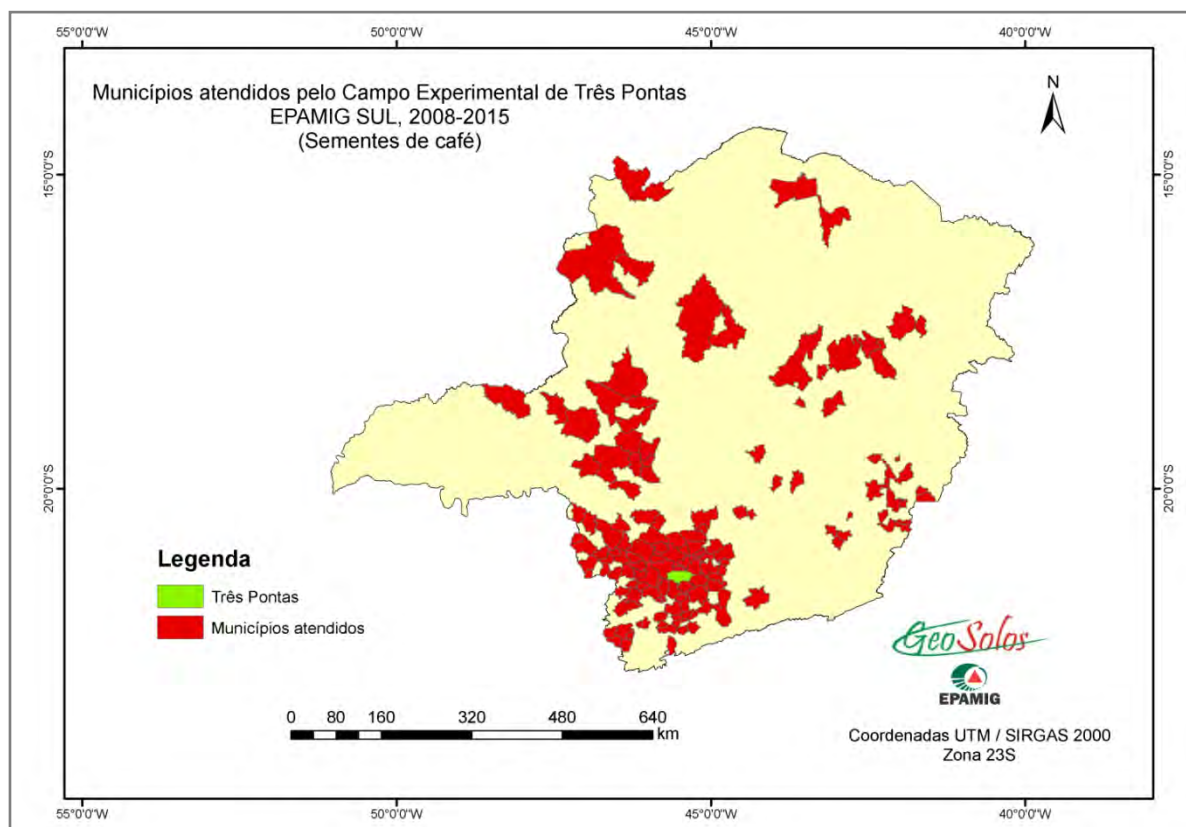 55°0'0"W 50°0'0"W 45°0'0"W 40°0'0"W
Municípios atendidos pelo Campo Experimental de Três Pontas
EPAMIG SUL, 2008-2015
(Sementes de café)
N
15°0'0"S 15°0'0"S
20°0'0"S 20°0'0"S
Legenda
Três Pontas
Municípios atendidos
GeoSolos
EPAMIG
0 80 160 320 480 640
km
Coordenadas UTM / SIRGAS 2000
Zona 23S
55°0'0"W 50°0'0"W 45°0'0"W 40°0'0"W